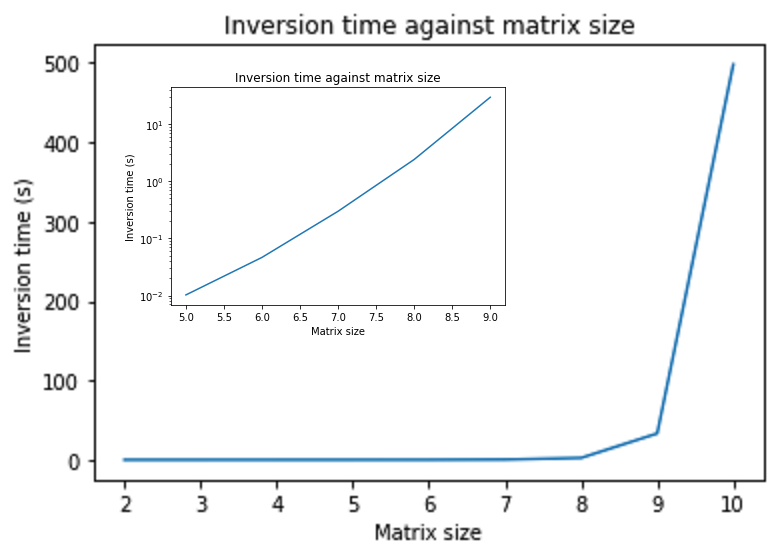 Inversion time against matrix size
500
400
300
200
100
0
Inversion time (s)
2 3 4 5 6 7 8 9 10
Matrix size
Inversion time against matrix size
10¹
10⁰
10⁻¹
10⁻²
Inversion time (s)
5.0 5.5 6.0 6.5 7.0 7.5 8.0 8.5 9.0
Matrix size